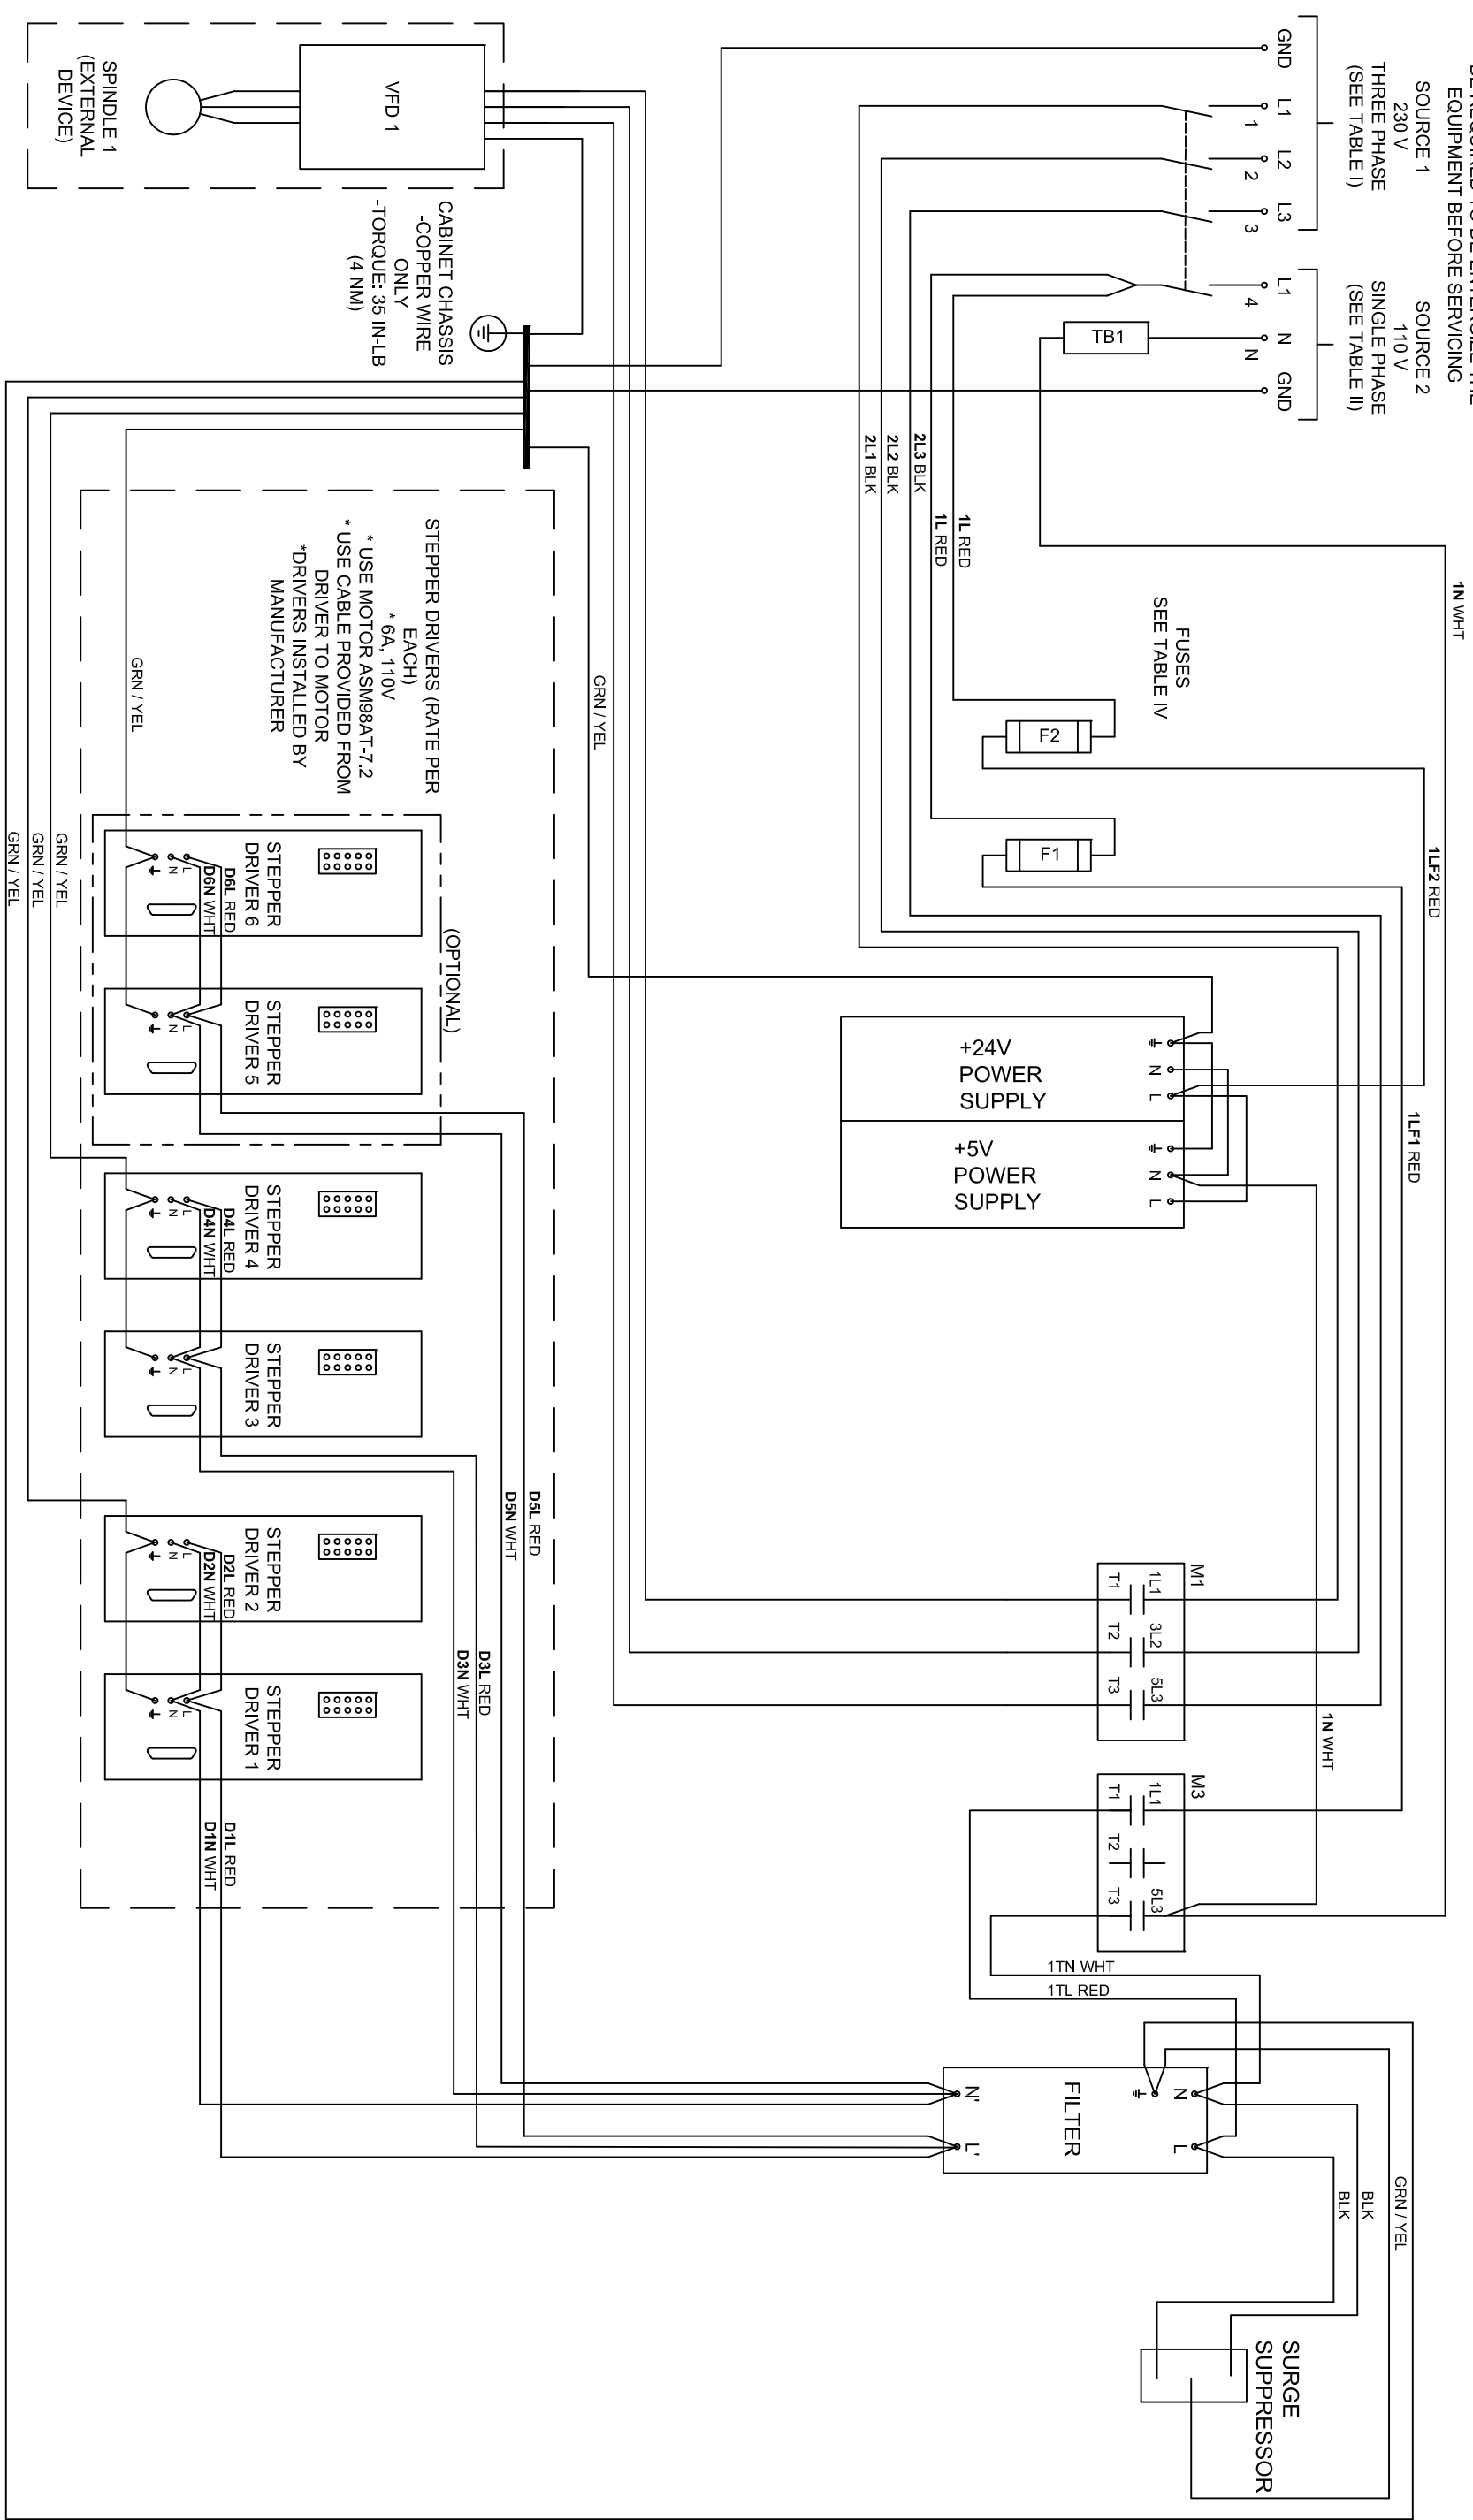 BE REQUIRED TO DE-ENERGIZE THE
EQUIPMENT BEFORE SERVICING
SOURCE 1
230 V
THREE PHASE
(SEE TABLE I)
SOURCE 2
110 V
SINGLE PHASE
(SEE TABLE II)
GND
L1
L2
L3
L1
N
GND
1
2
3
4
N
TB1
1N WHT
2L3 BLK
2L2 BLK
2L1 BLK
1L RED
1L RED
FUSES
SEE TABLE IV
F2
F1
1LF2 RED
1LF1 RED
VFD 1
SPINDLE 1
(EXTERNAL
DEVICE)
CABINET CHASSIS
-COPPER WIRE
ONLY
-TORQUE: 35 IN-LB
(4 NM)
GRN / YEL
GRN / YEL
GRN / YEL
GRN / YEL
GRN / YEL
STEPPER DRIVERS (RATE PER
EACH)
* 6A, 110V
* USE MOTOR ASM98AT-7.2
* USE CABLE PROVIDED FROM
DRIVER TO MOTOR
*DRIVERS INSTALLED BY
MANUFACTURER
(OPTIONAL)
STEPPER
DRIVER 6
L
N
D6L RED
D6N WHT
STEPPER
DRIVER 5
L
N
D5L RED
D5N WHT
STEPPER
DRIVER 4
L
N
D4L RED
D4N WHT
STEPPER
DRIVER 3
L
N
D3L RED
D3N WHT
STEPPER
DRIVER 2
L
N
D2L RED
D2N WHT
STEPPER
DRIVER 1
L
N
D1L RED
D1N WHT
+24V
POWER
SUPPLY
N
L
+5V
POWER
SUPPLY
N
L
M1
1L1
3L2
5L3
T1
T2
T3
1N WHT
M3
1L1
5L3
T1
T2
T3
1TN WHT
1TL RED
FILTER
N
L
N'
L'
GRN / YEL
BLK
BLK
SURGE
SUPPRESSOR